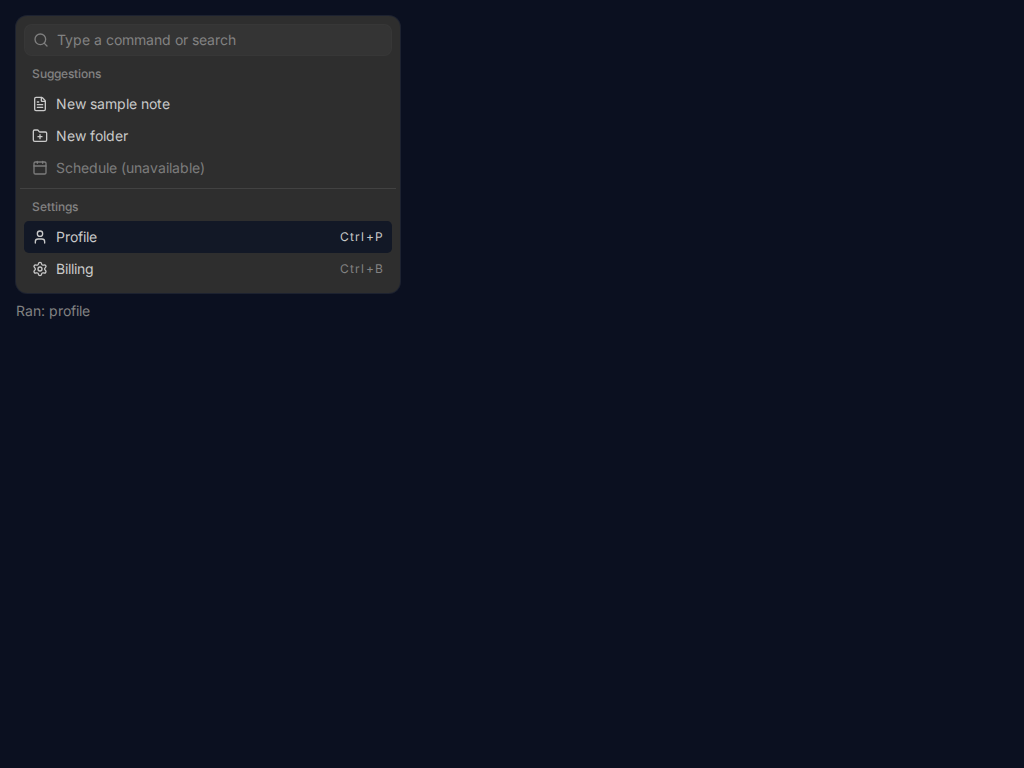 Type a command or search
Suggestions
New sample note
New folder
Schedule (unavailable)
Settings
Profile Ctrl+P
Billing Ctrl+B
Ran: profile